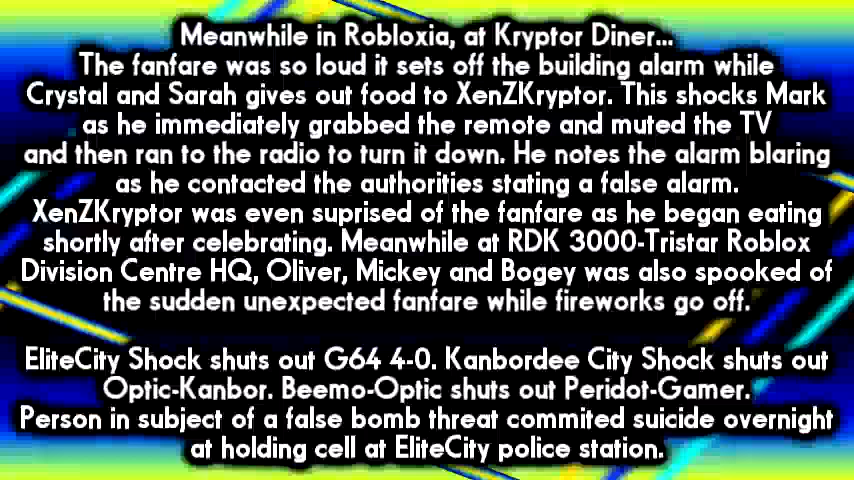 Meanwhile in Robloxia, at Kryptor Diner...
The fanfare was so loud it sets off the building alarm while
Crystal and Sarah gives out food to XenZKryptor. This shocks Mark
as he immediately grabbed the remote and muted the TV
and then ran to the radio to turn it down. He notes the alarm blaring
as he contacted the authorities stating a false alarm.
XenZKryptor was even suprised of the fanfare as he began eating
shortly after celebrating. Meanwhile at RDK 3000-Tristar Roblox
Division Centre HQ, Oliver, Mickey and Bogey was also spooked of
the sudden unexpected fanfare while fireworks go off.
EliteCity Shock shuts out G64 4-0. Kanbordee City Shock shuts out
Optic-Kanbor. Beemo-Optic shuts out Peridot-Gamer.
Person in subject of a false bomb threat commited suicide overnight
at holding cell at EliteCity police station.